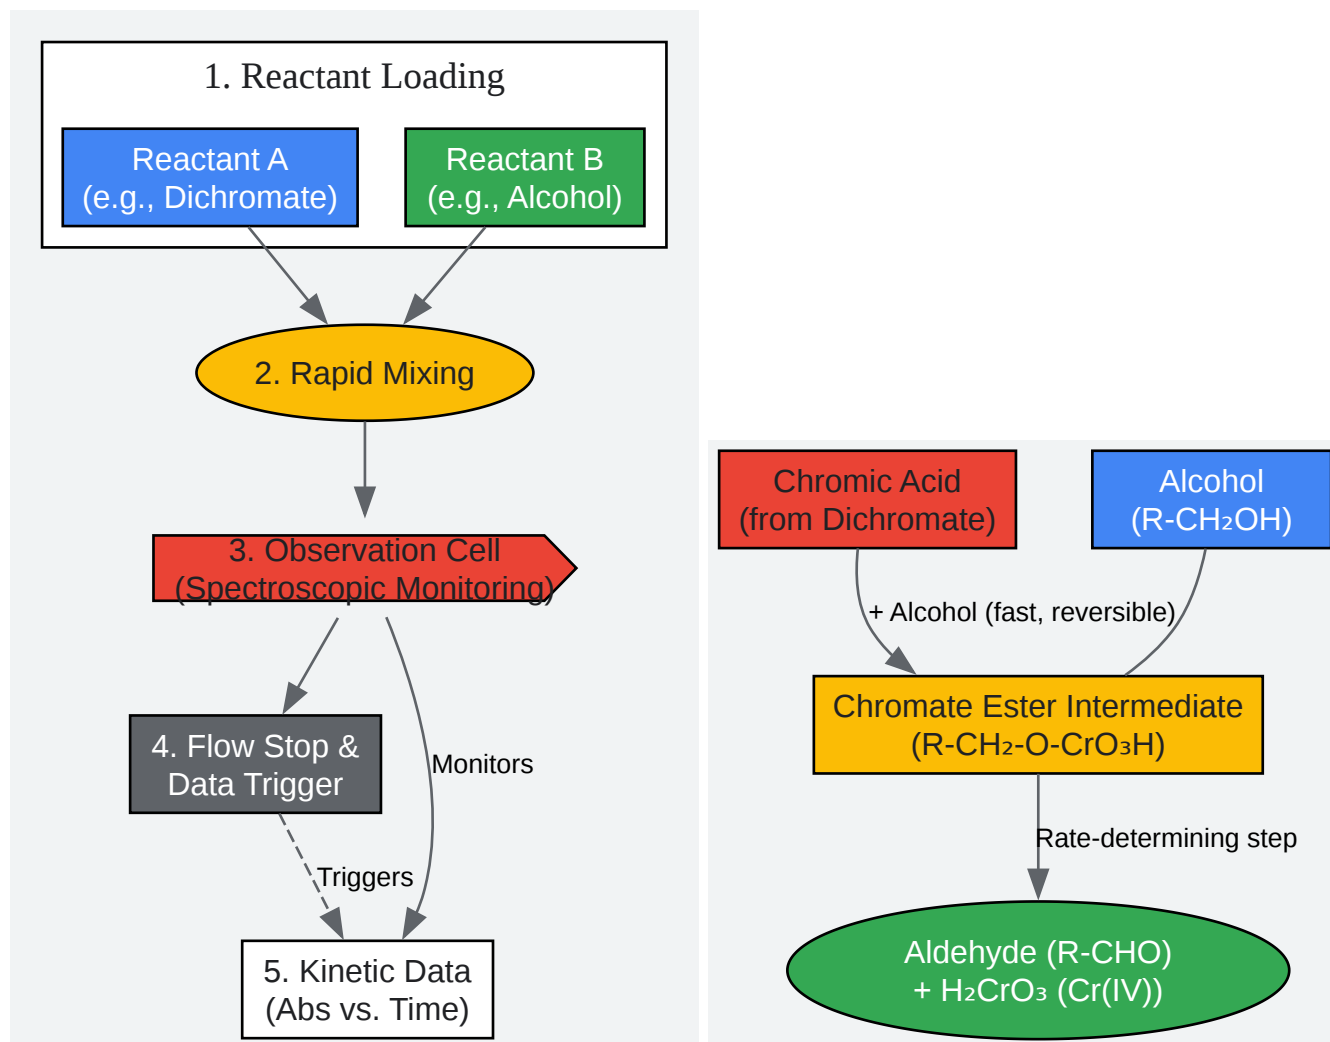 1. Reactant Loading
Reactant A
(e.g., Dichromate)
Reactant B
(e.g., Alcohol)
2. Rapid Mixing
3. Observation Cell
(Spectroscopic Monitoring)
4. Flow Stop &
Data Trigger
Monitors
Triggers
5. Kinetic Data
(Abs vs. Time)
Chromic Acid
(from Dichromate)
Alcohol
(R-CH₂OH)
+ Alcohol (fast, reversible)
Chromate Ester Intermediate
(R-CH₂-O-CrO₃H)
Rate-determining step
Aldehyde (R-CHO)
+ H₂CrO₃ (Cr(IV))